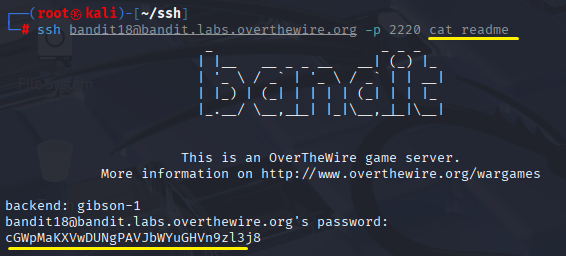 ┌──(root㉿kali)-[~/ssh]
└─# ssh bandit18@bandit.labs.overthewire.org -p 2220 cat readme
bandit
This is an OverTheWire game server.
More information on http://www.overthewire.org/wargames
backend: gibson-1
bandit18@bandit.labs.overthewire.org's password:
cGWpMaKXVwDUNgPAVJbWYuGHVn9zl3j8